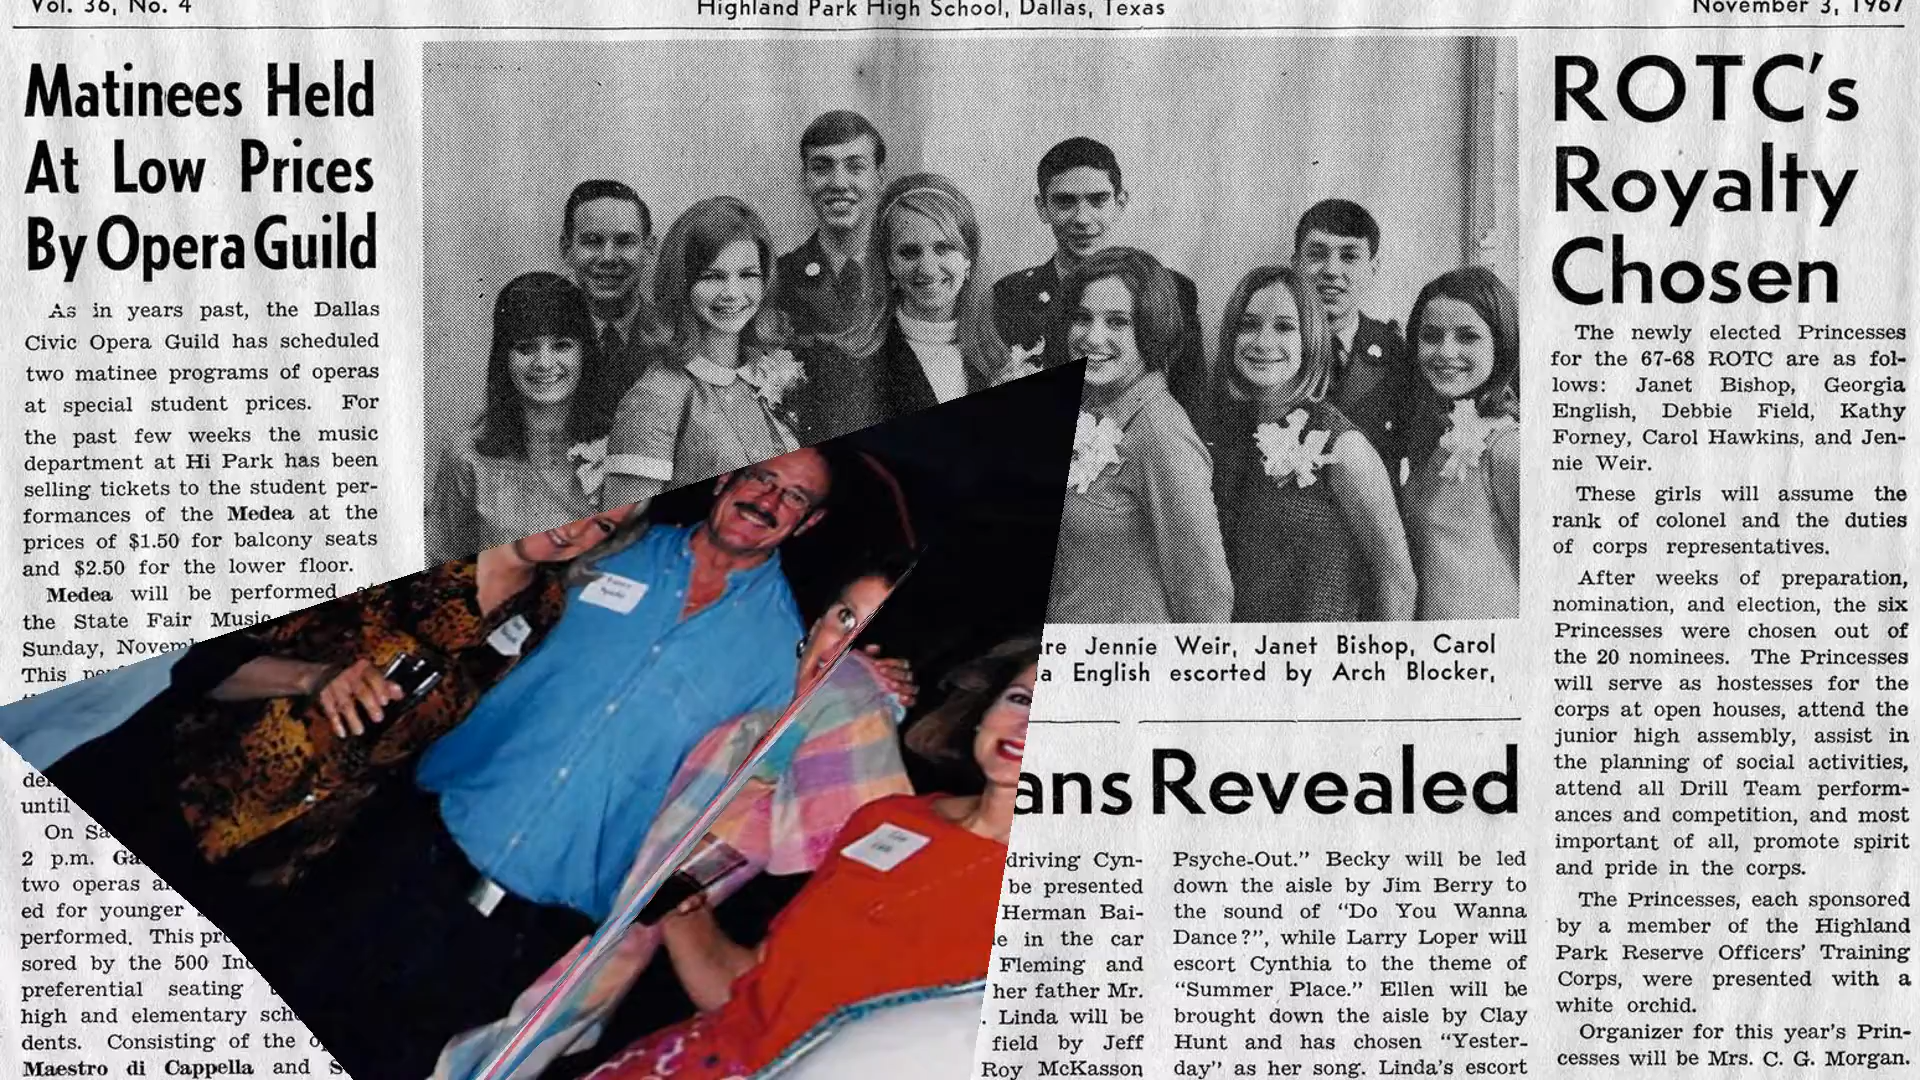 Vol. 36, No. 4
Highland Park High School, Dallas, Texas
November 3, 1967
Matinees Held
At Low Prices
By Opera Guild
As in years past, the Dallas
Civic Opera Guild has scheduled
two matinee programs of operas
at special student prices. For
the past few weeks the music
department at Hi Park has been
selling tickets to the student per-
formances of the Medea at the
prices of $1.50 for balcony seats
and $2.50 for the lower floor.
Medea will be performed
the State Fair Music
Sunday,
This
until
On
2 p.m.
two operas
ed for younger
performed. This
sored by the 500
preferential seating
high and elementary
dents. Consisting of the
Maestro di Cappella and
re Jennie Weir, Janet Bishop, Carol
English escorted by Arch Blocker,
ans Revealed
driving Cyn-
be presented
Herman Bai-
in the car
Fleming and
her father Mr.
. Linda will be
field by Jeff
Roy McKasson
Psyche-Out." Becky will be led
down the aisle by Jim Berry to
the sound of "Do You Wanna
Dance?", while Larry Loper will
escort Cynthia to the theme of
"Summer Place." Ellen will be
brought down the aisle by Clay
Hunt and has chosen "Yester-
day" as her song. Linda's escort
ROTC's
Royalty
Chosen
The newly elected Princesses
for the 67-68 ROTC are as fol-
lows: Janet Bishop, Georgia
English, Debbie Field, Kathy
Forney, Carol Hawkins, and Jen-
nie Weir.
These girls will assume the
rank of colonel and the duties
of corps representatives.
After weeks of preparation,
nomination, and election, the six
Princesses were chosen out of
the 20 nominees. The Princesses
will serve as hostesses for the
corps at open houses, attend the
junior high assembly, assist in
the planning of social activities,
attend all Drill Team perform-
ances and competition, and most
important of all, promote spirit
and pride in the corps.
The Princesses, each sponsored
by a member of the Highland
Park Reserve Officers' Training
Corps, were presented with a
white orchid.
Organizer for this year's Prin-
cesses will be Mrs. C. G. Morgan.